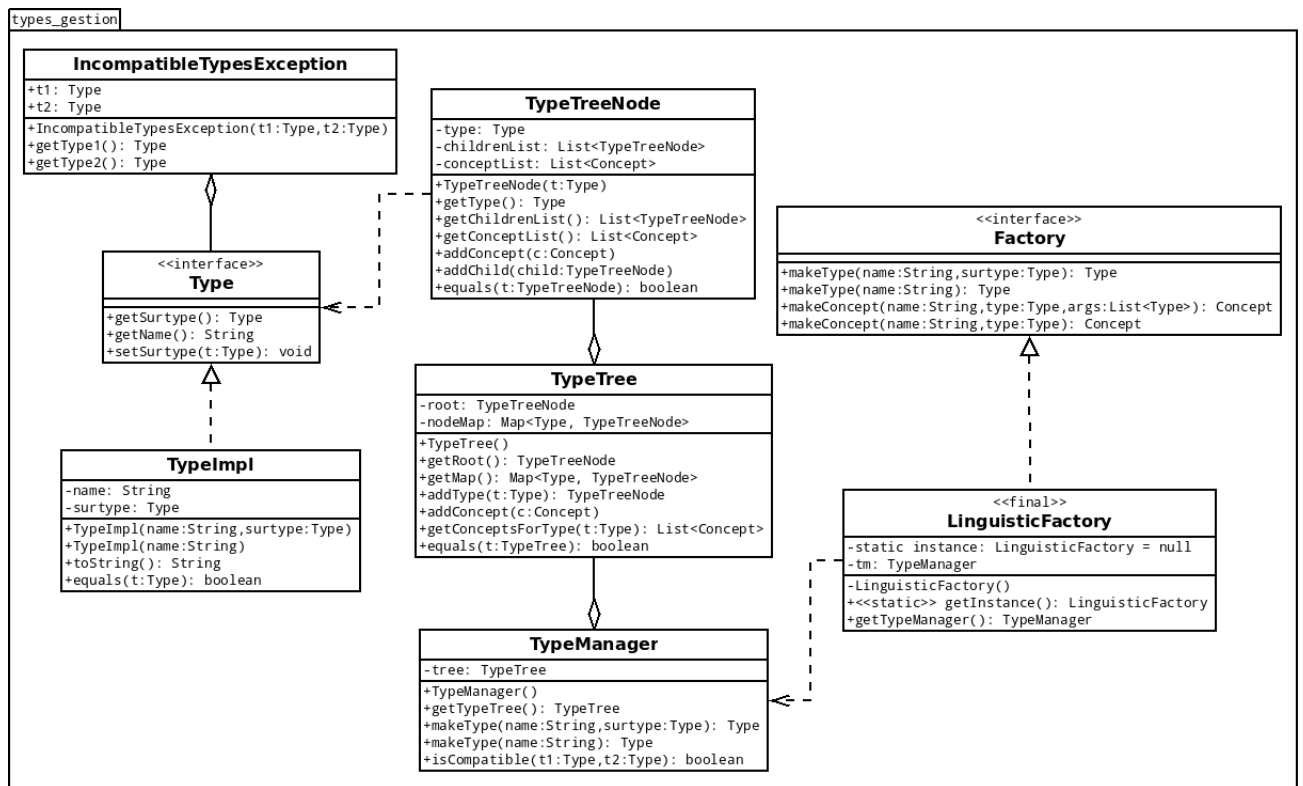 types_gestion
IncompatibleTypesException
+t1: Type
+t2: Type
+IncompatibleTypesException(t1:Type,t2:Type)
+getType1(): Type
+getType2(): Type
TypeTreeNode
-type: Type
-childrenList: List<TypeTreeNode>
-conceptList: List<Concept>
+TypeTreeNode(t:Type)
+getType(): Type
+getChildrenList(): List<TypeTreeNode>
+getConceptList(): List<Concept>
+addConcept(c:Concept)
+addChild(child:TypeTreeNode)
+equals(t:TypeTreeNode): boolean
<<interface>>
Factory
+makeType(name:String,surtype:Type): Type
+makeType(name:String): Type
+makeConcept(name:String,type:Type,args:List<Type>): Concept
+makeConcept(name:String,type:Type): Concept
<<interface>>
Type
+getSurtype(): Type
+getName(): String
+setSurtype(t:Type): void
TypeTree
-root: TypeTreeNode
-nodeMap: Map<Type, TypeTreeNode>
+TypeTree()
+getRoot(): TypeTreeNode
+getMap(): Map<Type, TypeTreeNode>
+addType(t:Type): TypeTreeNode
+addConcept(c:Concept)
+getConceptsForType(t:Type): List<Concept>
+equals(t:TypeTree): boolean
TypeImpl
-name: String
-surtype: Type
+TypeImpl(name:String,surtype:Type)
+TypeImpl(name:String)
+toString(): String
+equals(t:Type): boolean
<<final>>
LinguisticFactory
-static instance: LinguisticFactory = null
-tm: TypeManager
-LinguisticFactory()
+<<static>> getInstance(): LinguisticFactory
+getTypeManager(): TypeManager
TypeManager
-tree: TypeTree
+TypeManager()
+getTypeTree(): TypeTree
+makeType(name:String,surtype:Type): Type
+makeType(name:String): Type
+isCompatible(t1:Type,t2:Type): boolean